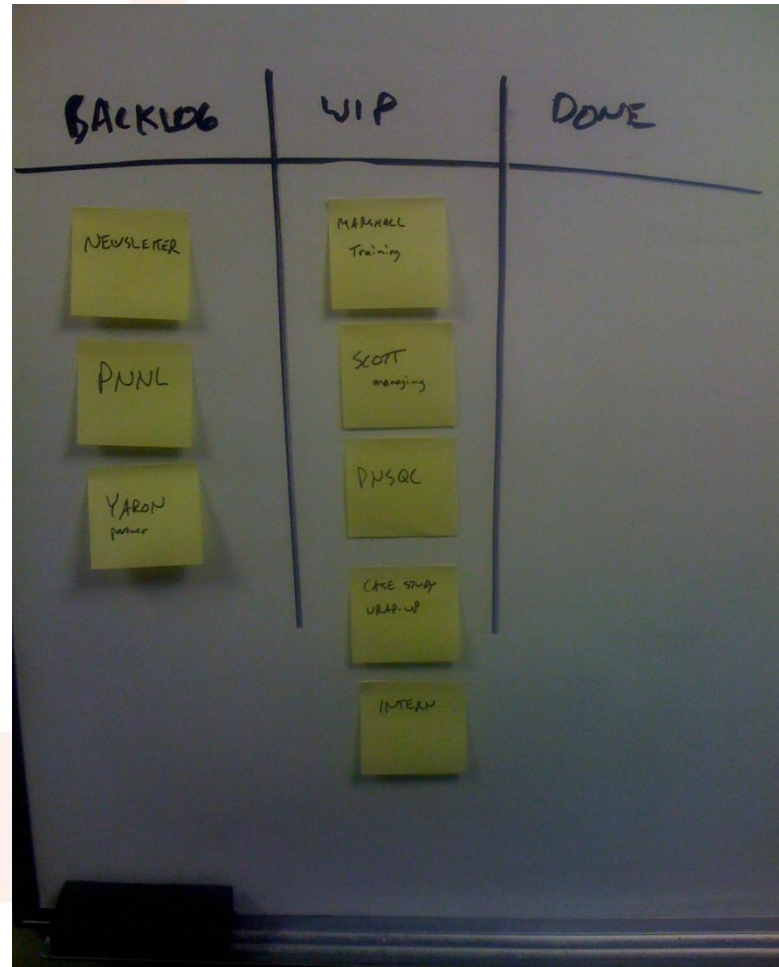 BACKLOG
WIP
DONE
NEWSLETTER
PNNL
YARON
partner
MARSHALL
Training
SCOTT
managing
PNSQC
CASE STUDY
WRAP-UP
INTERN